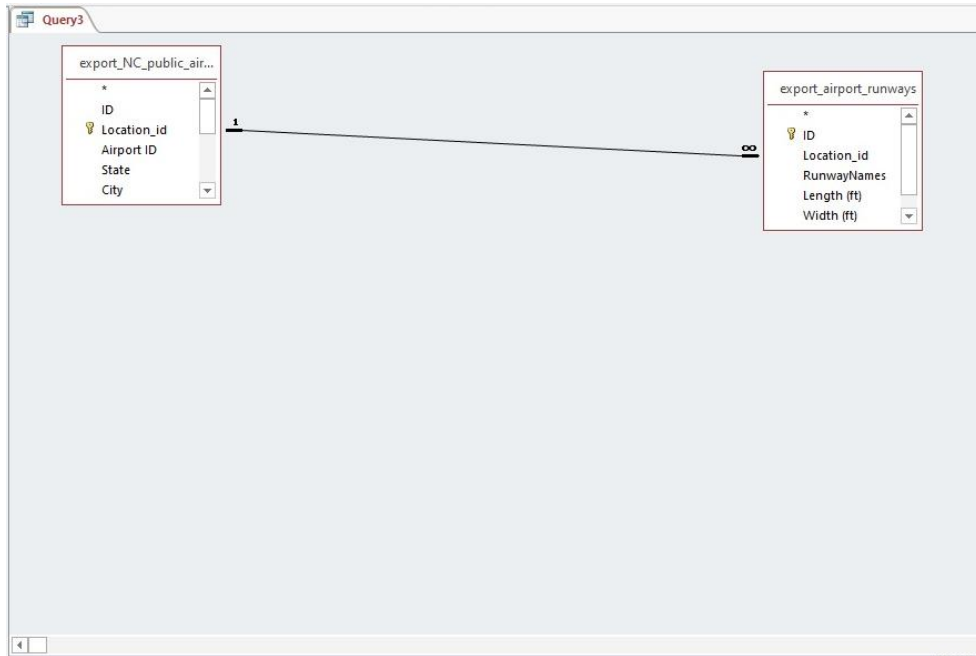 Query3
export_NC_public_air...
*
ID
Location_id
Airport ID
State
City
1
∞
export_airport_runways
*
ID
Location_id
RunwayNames
Length (ft)
Width (ft)